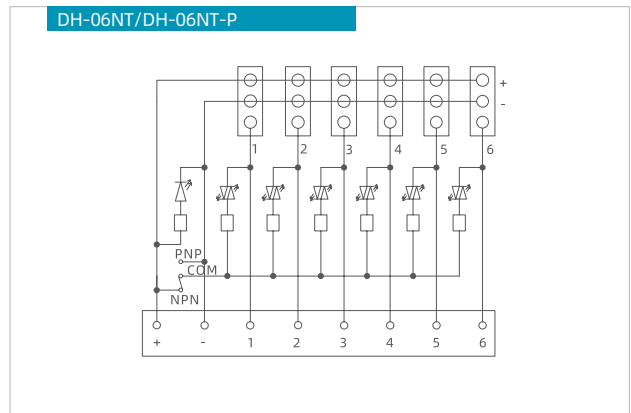 DH-06NT/DH-06NT-P
+
-
1 2 3 4 5 6
PNP
COM
NPN
+ - 1 2 3 4 5 6